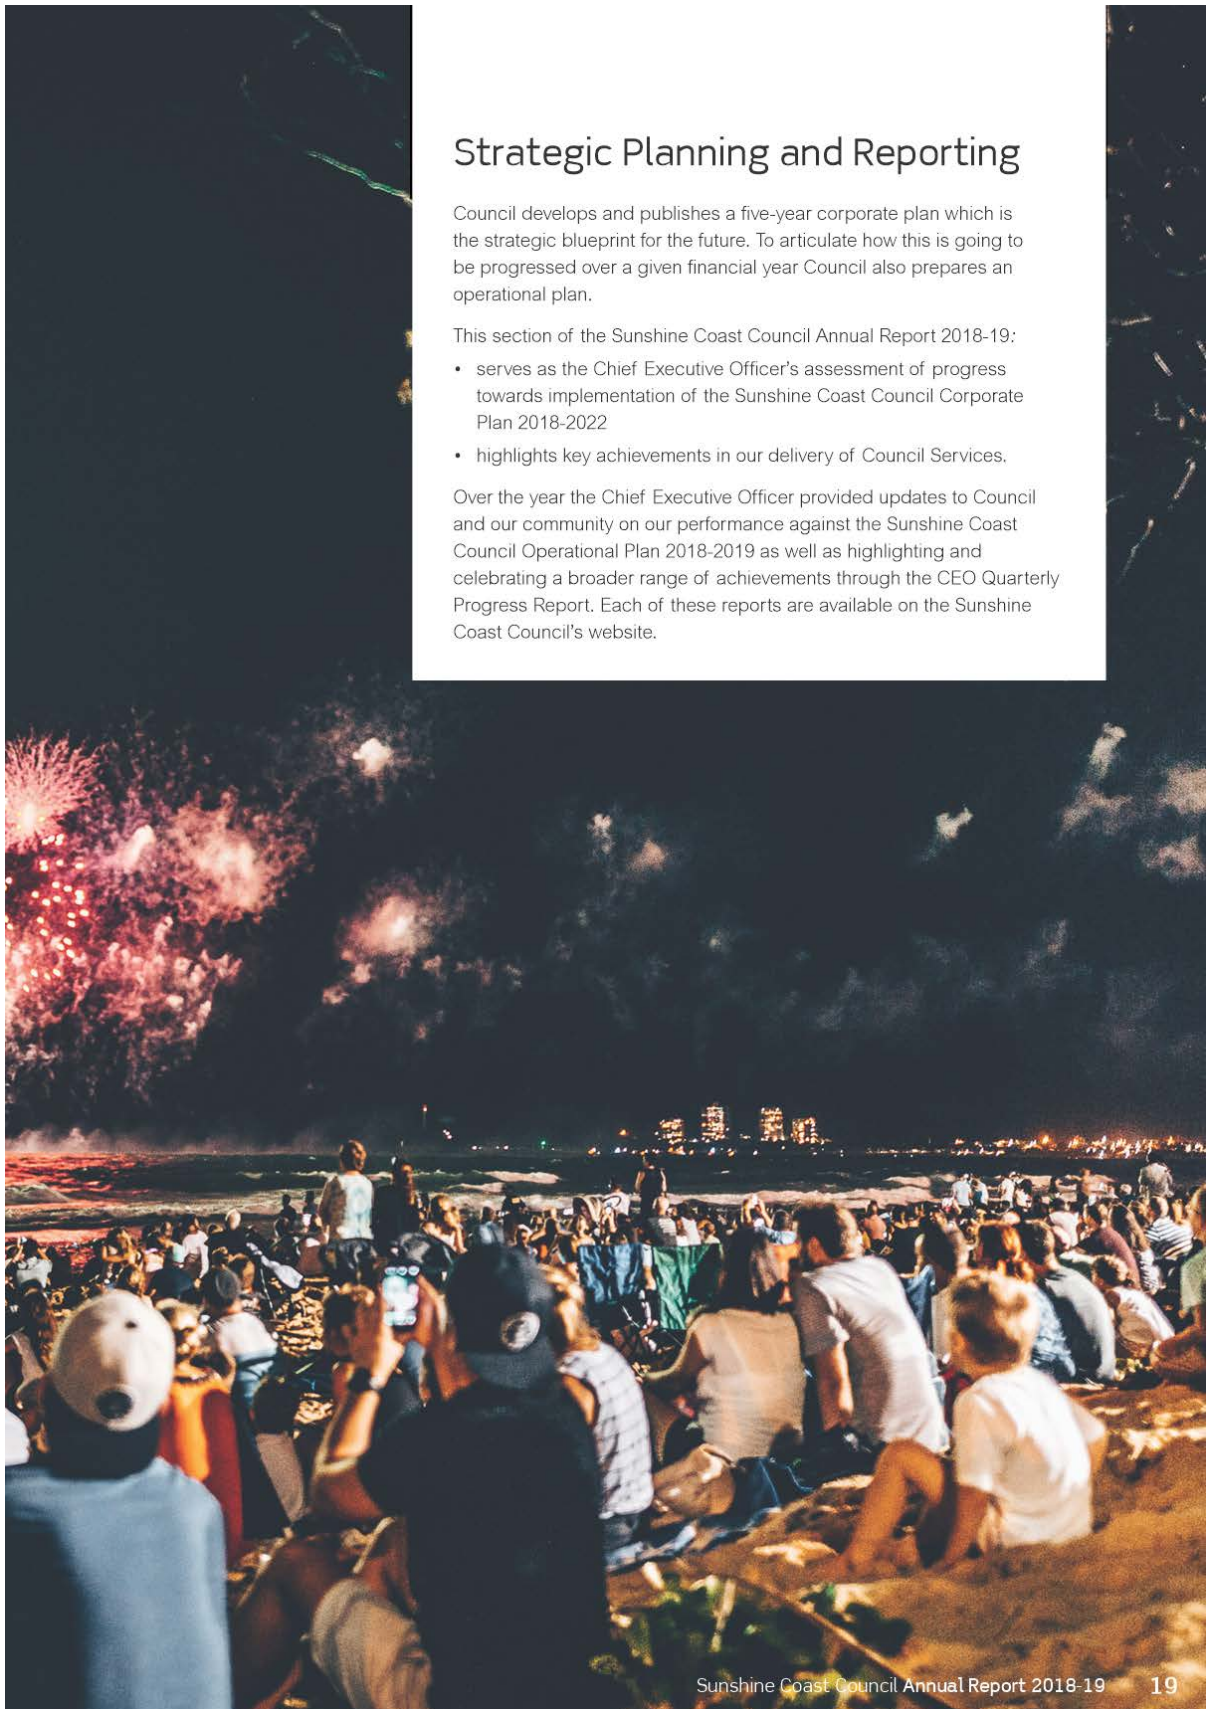 Strategic Planning and Reporting
Council develops and publishes a five-year corporate plan which is
the strategic blueprint for the future. To articulate how this is going to
be progressed over a given financial year Council also prepares an
operational plan.
This section of the Sunshine Coast Council Annual Report 2018-19:
• serves as the Chief Executive Officer's assessment of progress
towards implementation of the Sunshine Coast Council Corporate
Plan 2018-2022
• highlights key achievements in our delivery of Council Services.
Over the year the Chief Executive Officer provided updates to Council
and our community on our performance against the Sunshine Coast
Council Operational Plan 2018-2019 as well as highlighting and
celebrating a broader range of achievements through the CEO Quarterly
Progress Report. Each of these reports are available on the Sunshine
Coast Council's website.
Sunshine Coast Council Annual Report 2018-19 19